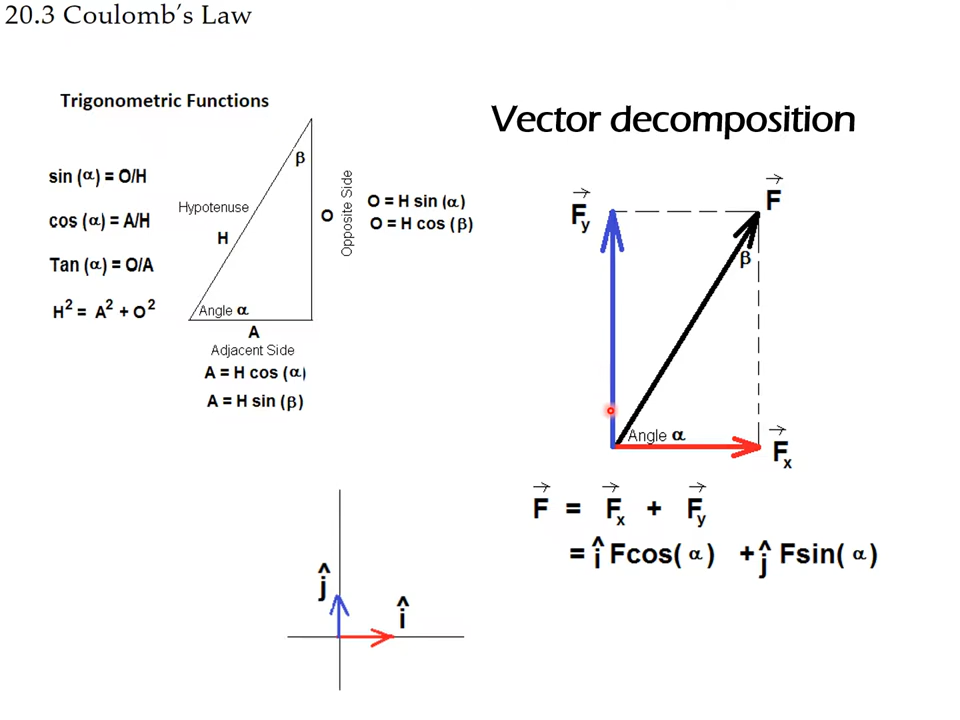 20.3 Coulomb's Law
Trigonometric Functions
sin (α) = O/H
cos (α) = A/H
Tan (α) = O/A
H² = A² + O²
β
Hypotenuse
H
O
Opposite Side
O = H sin (α)
O = H cos (β)
Angle α
A
Adjacent Side
A = H cos (α)
A = H sin (β)
Vector decomposition
F⃗y
F⃗
β
Angle α
F⃗x
F⃗ = F⃗x + F⃗y
= î Fcos( α ) + ĵ Fsin( α )
ĵ
î